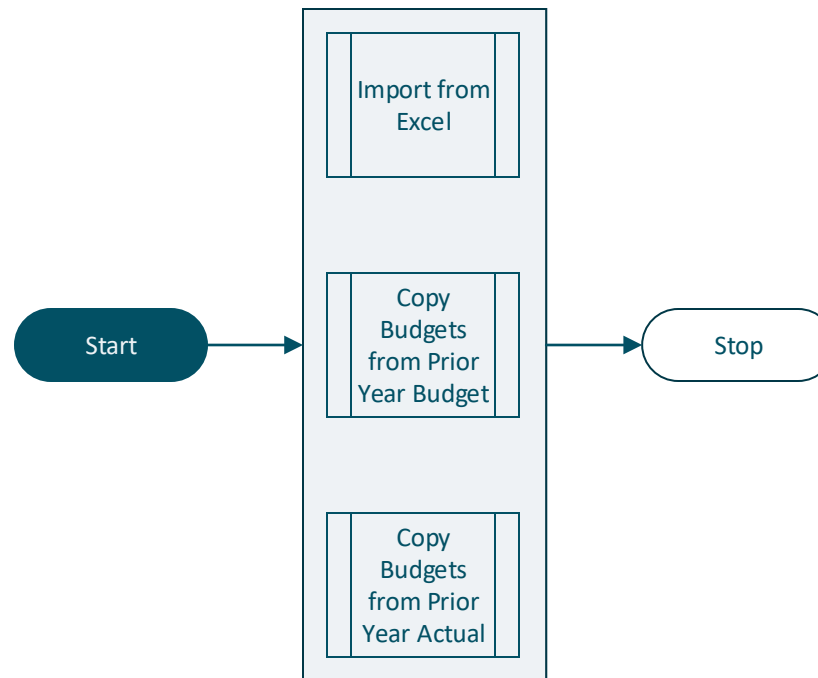 Import from
Excel
Start
Copy
Budgets
from Prior
Year Budget
Stop
Copy
Budgets
from Prior
Year Actual